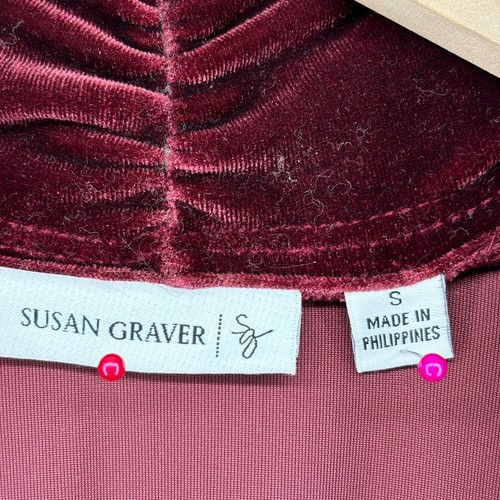 SUSAN GRAVER
S
MADE IN
PHILIPPINES